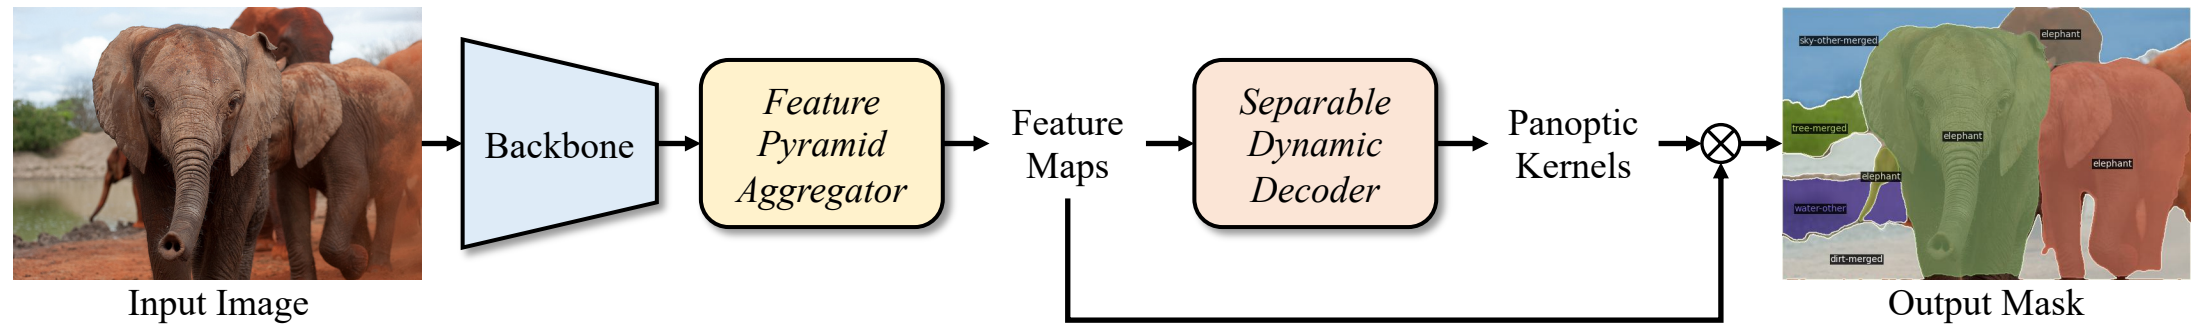 Input Image
Backbone
Feature
Pyramid
Aggregator
Feature
Maps
Separable
Dynamic
Decoder
Panoptic
Kernels
sky-other-merged
elephant
tree-merged
elephant
elephant
elephant
water-other
dirt-merged
Output Mask